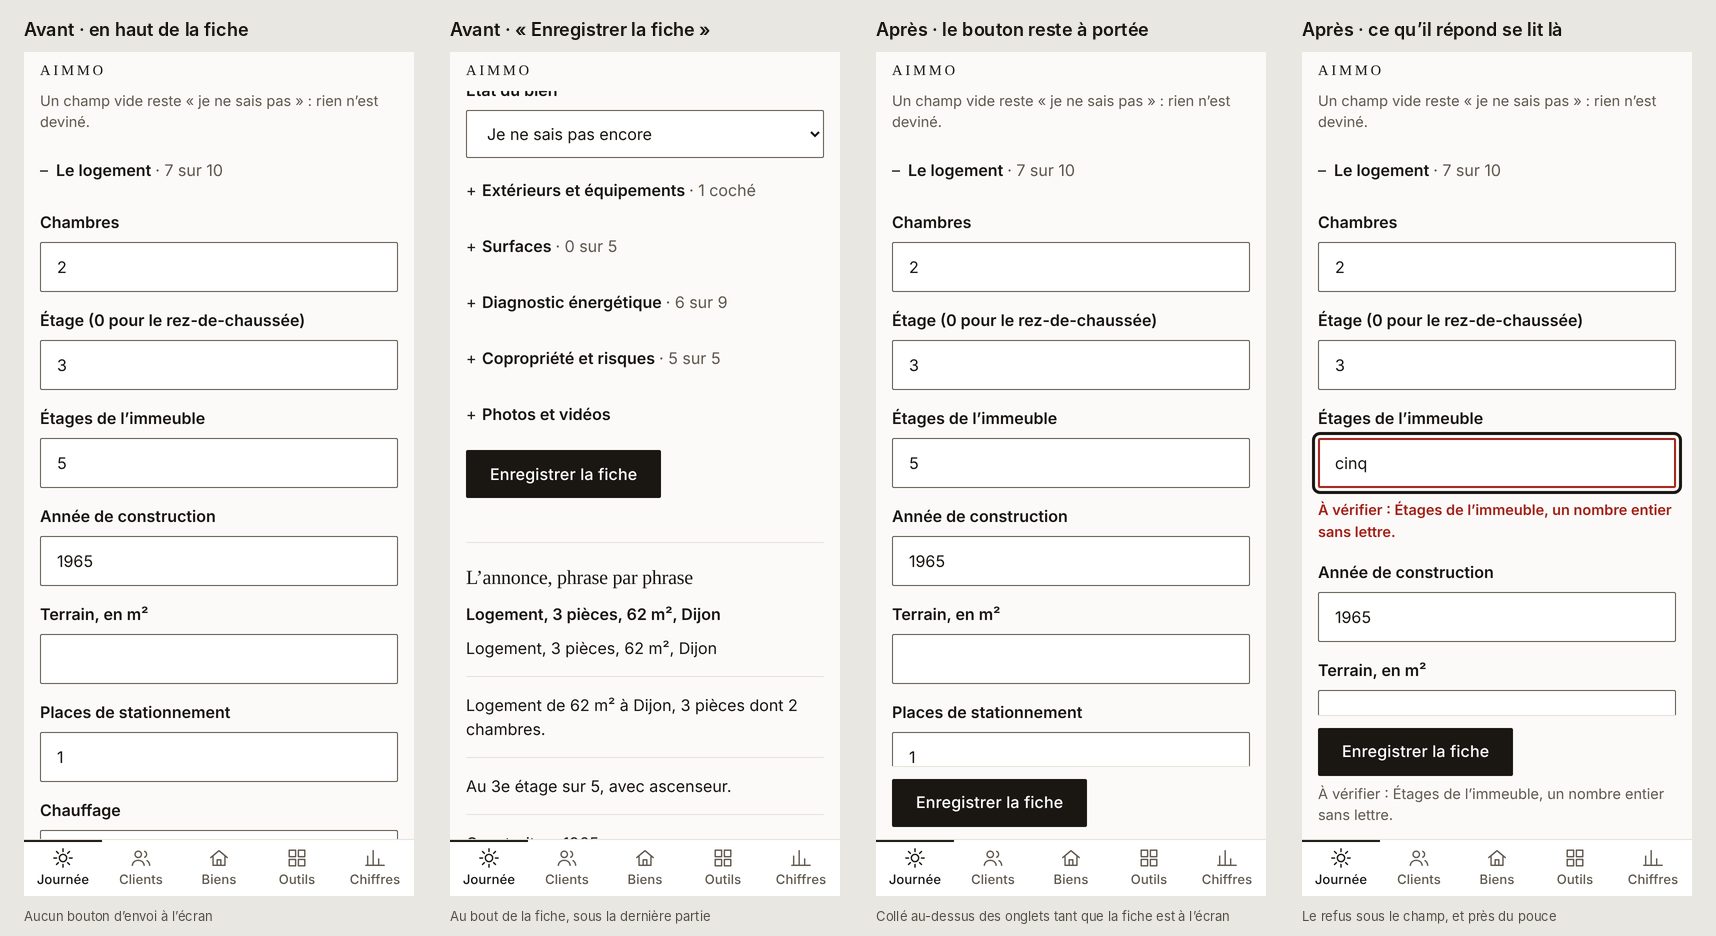 Avant · en haut de la fiche
AIMMO
Un champ vide reste « je ne sais pas » : rien n’est
deviné.
– Le logement · 7 sur 10
Chambres
2
Étage (0 pour le rez-de-chaussée)
3
Étages de l’immeuble
5
Année de construction
1965
Terrain, en m²
Places de stationnement
1
Chauffage
Journée
Clients
Biens
Outils
Chiffres
Aucun bouton d’envoi à l’écran
Avant · « Enregistrer la fiche »
AIMMO
État du bien
Je ne sais pas encore
+ Extérieurs et équipements · 1 coché
+ Surfaces · 0 sur 5
+ Diagnostic énergétique · 6 sur 9
+ Copropriété et risques · 5 sur 5
+ Photos et vidéos
Enregistrer la fiche
L’annonce, phrase par phrase
Logement, 3 pièces, 62 m², Dijon
Logement, 3 pièces, 62 m², Dijon
Logement de 62 m² à Dijon, 3 pièces dont 2
chambres.
Au 3e étage sur 5, avec ascenseur.
Journée
Clients
Biens
Outils
Chiffres
Au bout de la fiche, sous la dernière partie
Après · le bouton reste à portée
AIMMO
Un champ vide reste « je ne sais pas » : rien n’est
deviné.
– Le logement · 7 sur 10
Chambres
2
Étage (0 pour le rez-de-chaussée)
3
Étages de l’immeuble
5
Année de construction
1965
Terrain, en m²
Places de stationnement
1
Enregistrer la fiche
Journée
Clients
Biens
Outils
Chiffres
Collé au-dessus des onglets tant que la fiche est à l’écran
Après · ce qu’il répond se lit là
AIMMO
Un champ vide reste « je ne sais pas » : rien n’est
deviné.
– Le logement · 7 sur 10
Chambres
2
Étage (0 pour le rez-de-chaussée)
3
Étages de l’immeuble
cinq
À vérifier : Étages de l’immeuble, un nombre entier
sans lettre.
Année de construction
1965
Terrain, en m²
Enregistrer la fiche
À vérifier : Étages de l’immeuble, un nombre entier
sans lettre.
Journée
Clients
Biens
Outils
Chiffres
Le refus sous le champ, et près du pouce